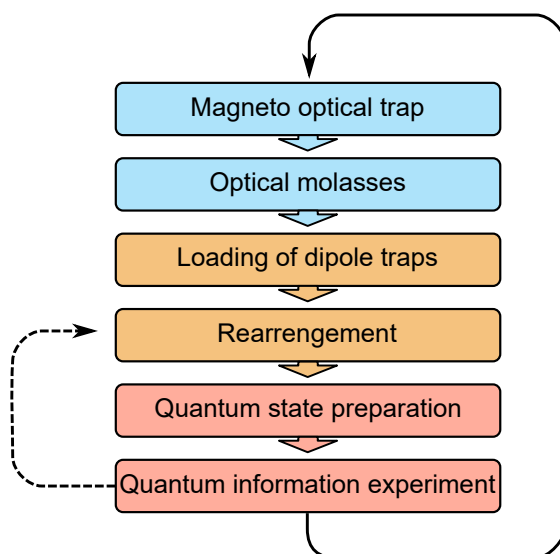 Magneto optical trap
Optical molasses
Loading of dipole traps
Rearrengement
Quantum state preparation
Quantum information experiment